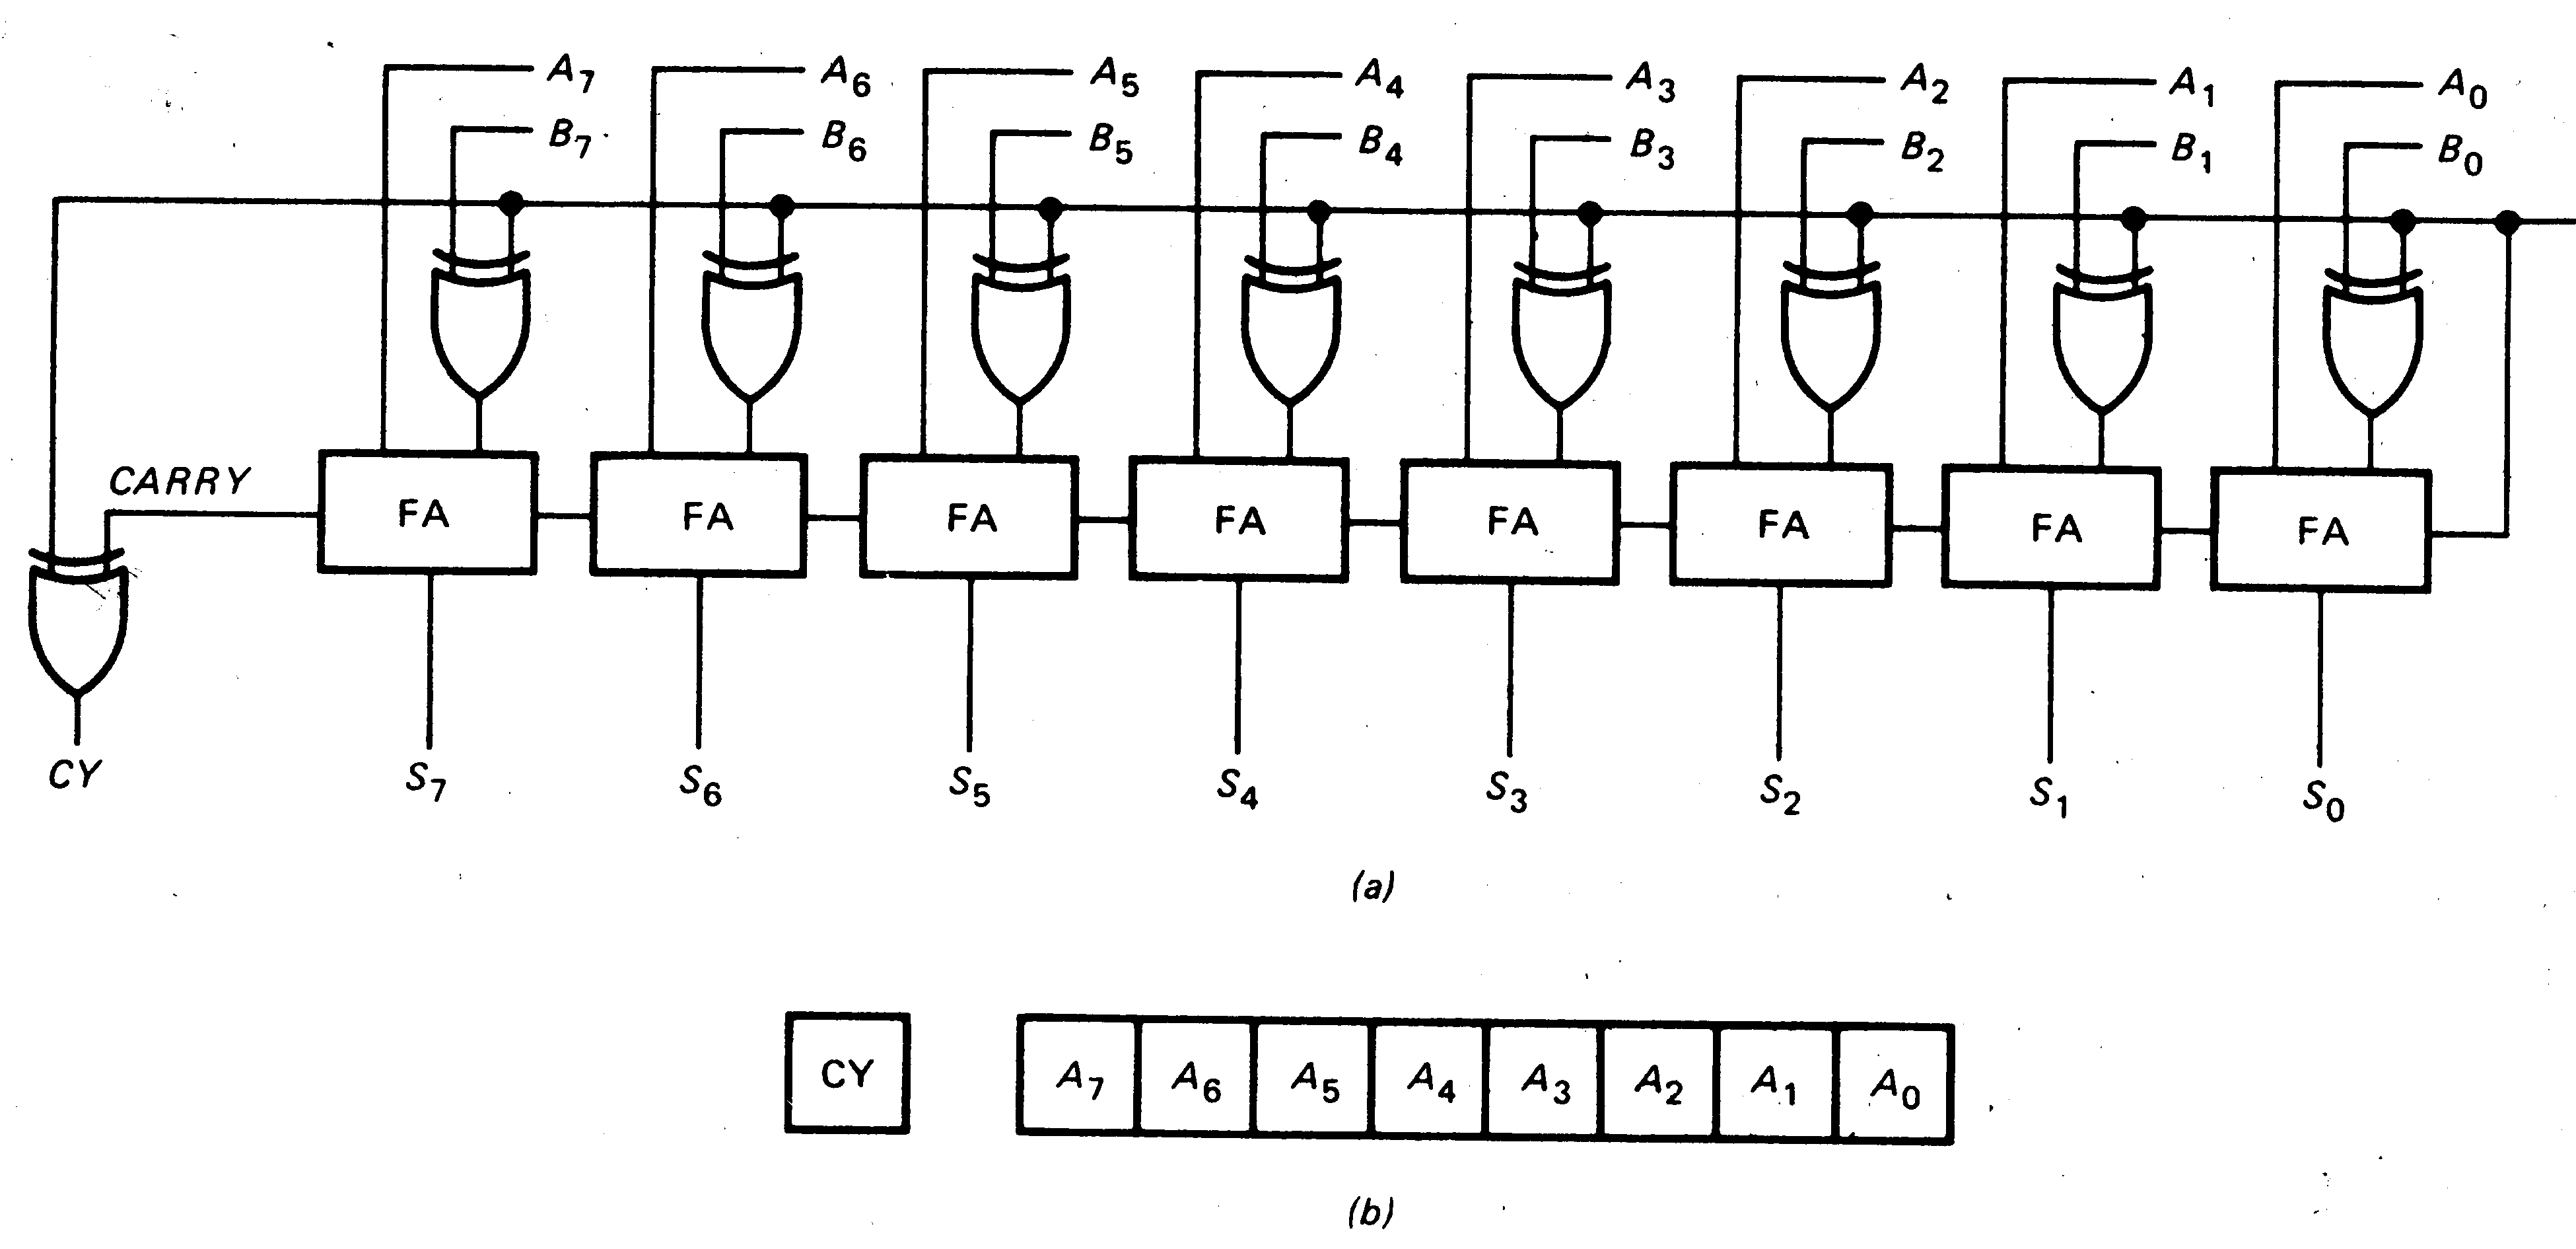 A7 A6 A5 A4 A3 A2 A1 A0
B7 B6 B5 B4 B3 B2 B1 B0
CARRY
FA FA FA FA FA FA FA FA
CY S7 S6 S5 S4 S3 S2 S1 S0
(a)
CY A7 A6 A5 A4 A3 A2 A1 A0
(b)